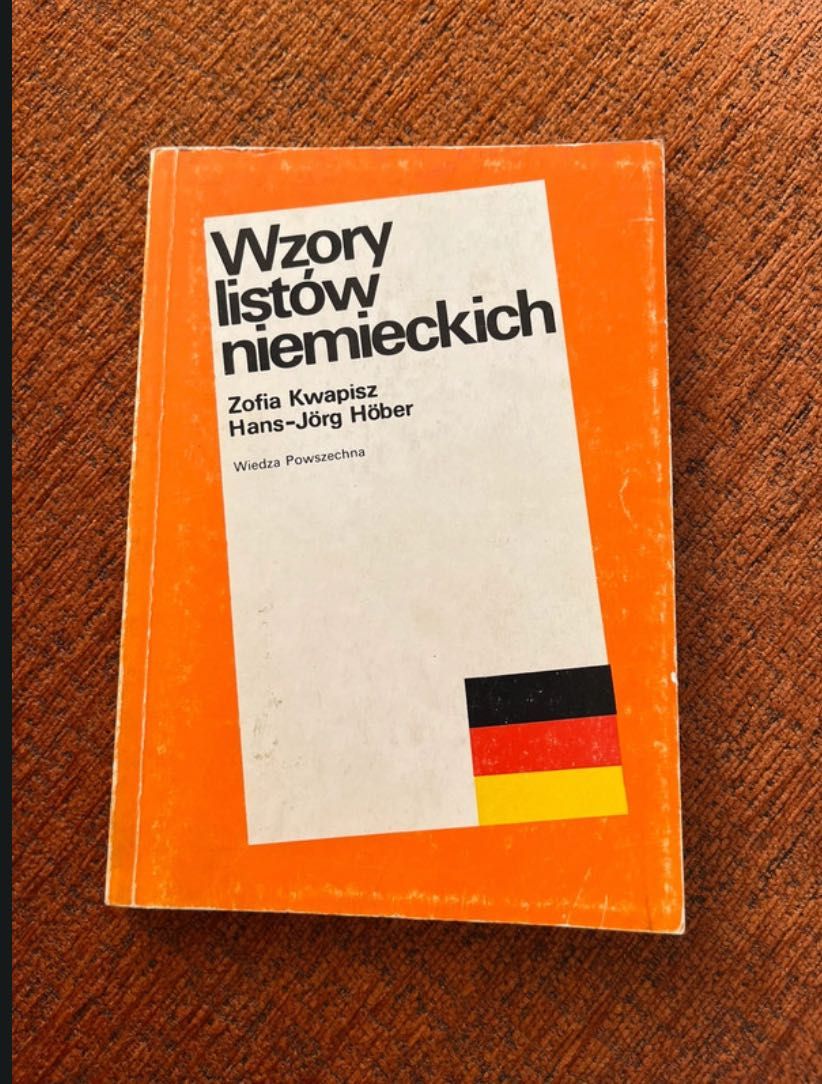 Wzory
listów
niemieckich
Zofia Kwapisz
Hans-Jörg Höber
Wiedza Powszechna